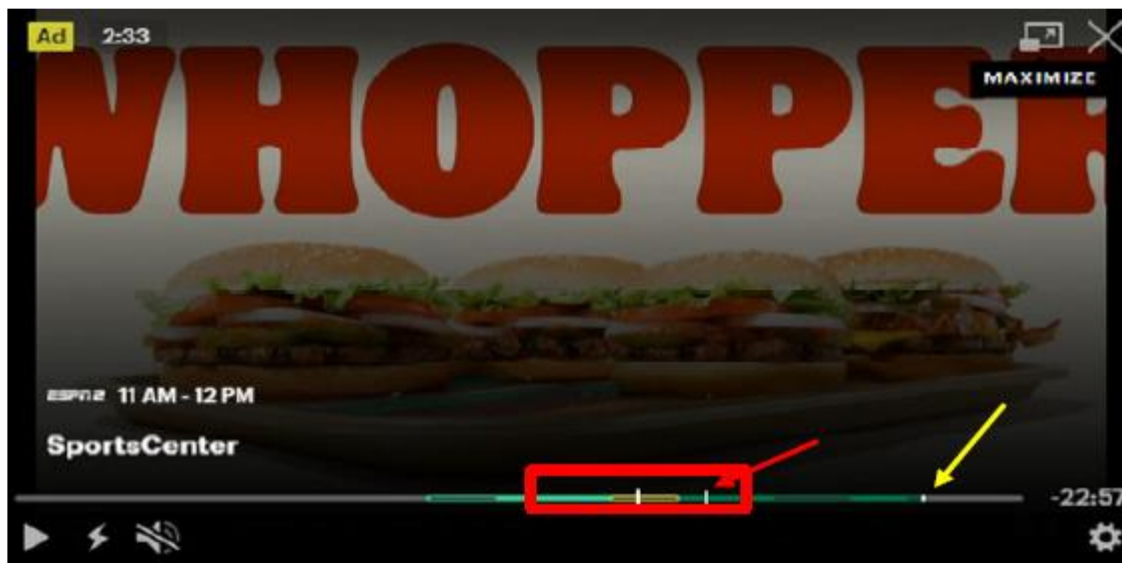 Ad 2:33
MAXIMIZE
WHOPPER
ESPN2 11 AM - 12 PM
SportsCenter
-22:57